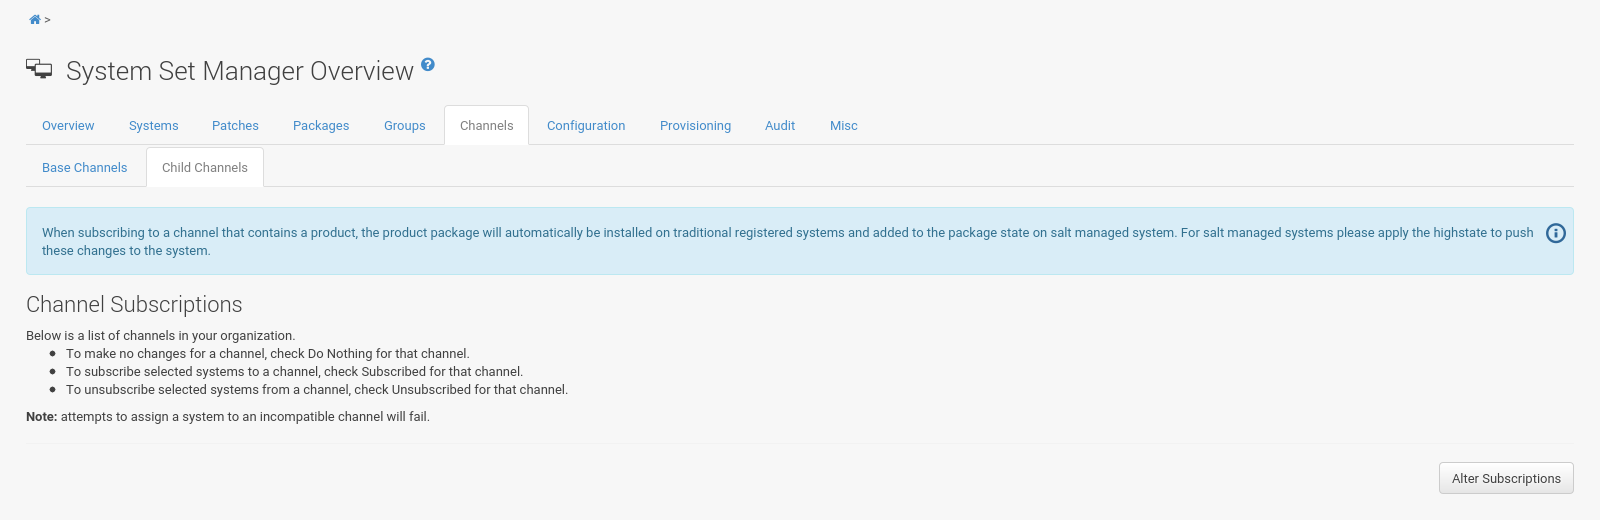 >
System Set Manager Overview
Overview Systems Patches Packages Groups Channels Configuration Provisioning Audit Misc
Base Channels Child Channels
When subscribing to a channel that contains a product, the product package will automatically be installed on traditional registered systems and added to the package state on salt managed system. For salt managed systems please apply the highstate to push
these changes to the system.
Channel Subscriptions
Below is a list of channels in your organization.
• To make no changes for a channel, check Do Nothing for that channel.
• To subscribe selected systems to a channel, check Subscribed for that channel.
• To unsubscribe selected systems from a channel, check Unsubscribed for that channel.
Note: attempts to assign a system to an incompatible channel will fail.
Alter Subscriptions